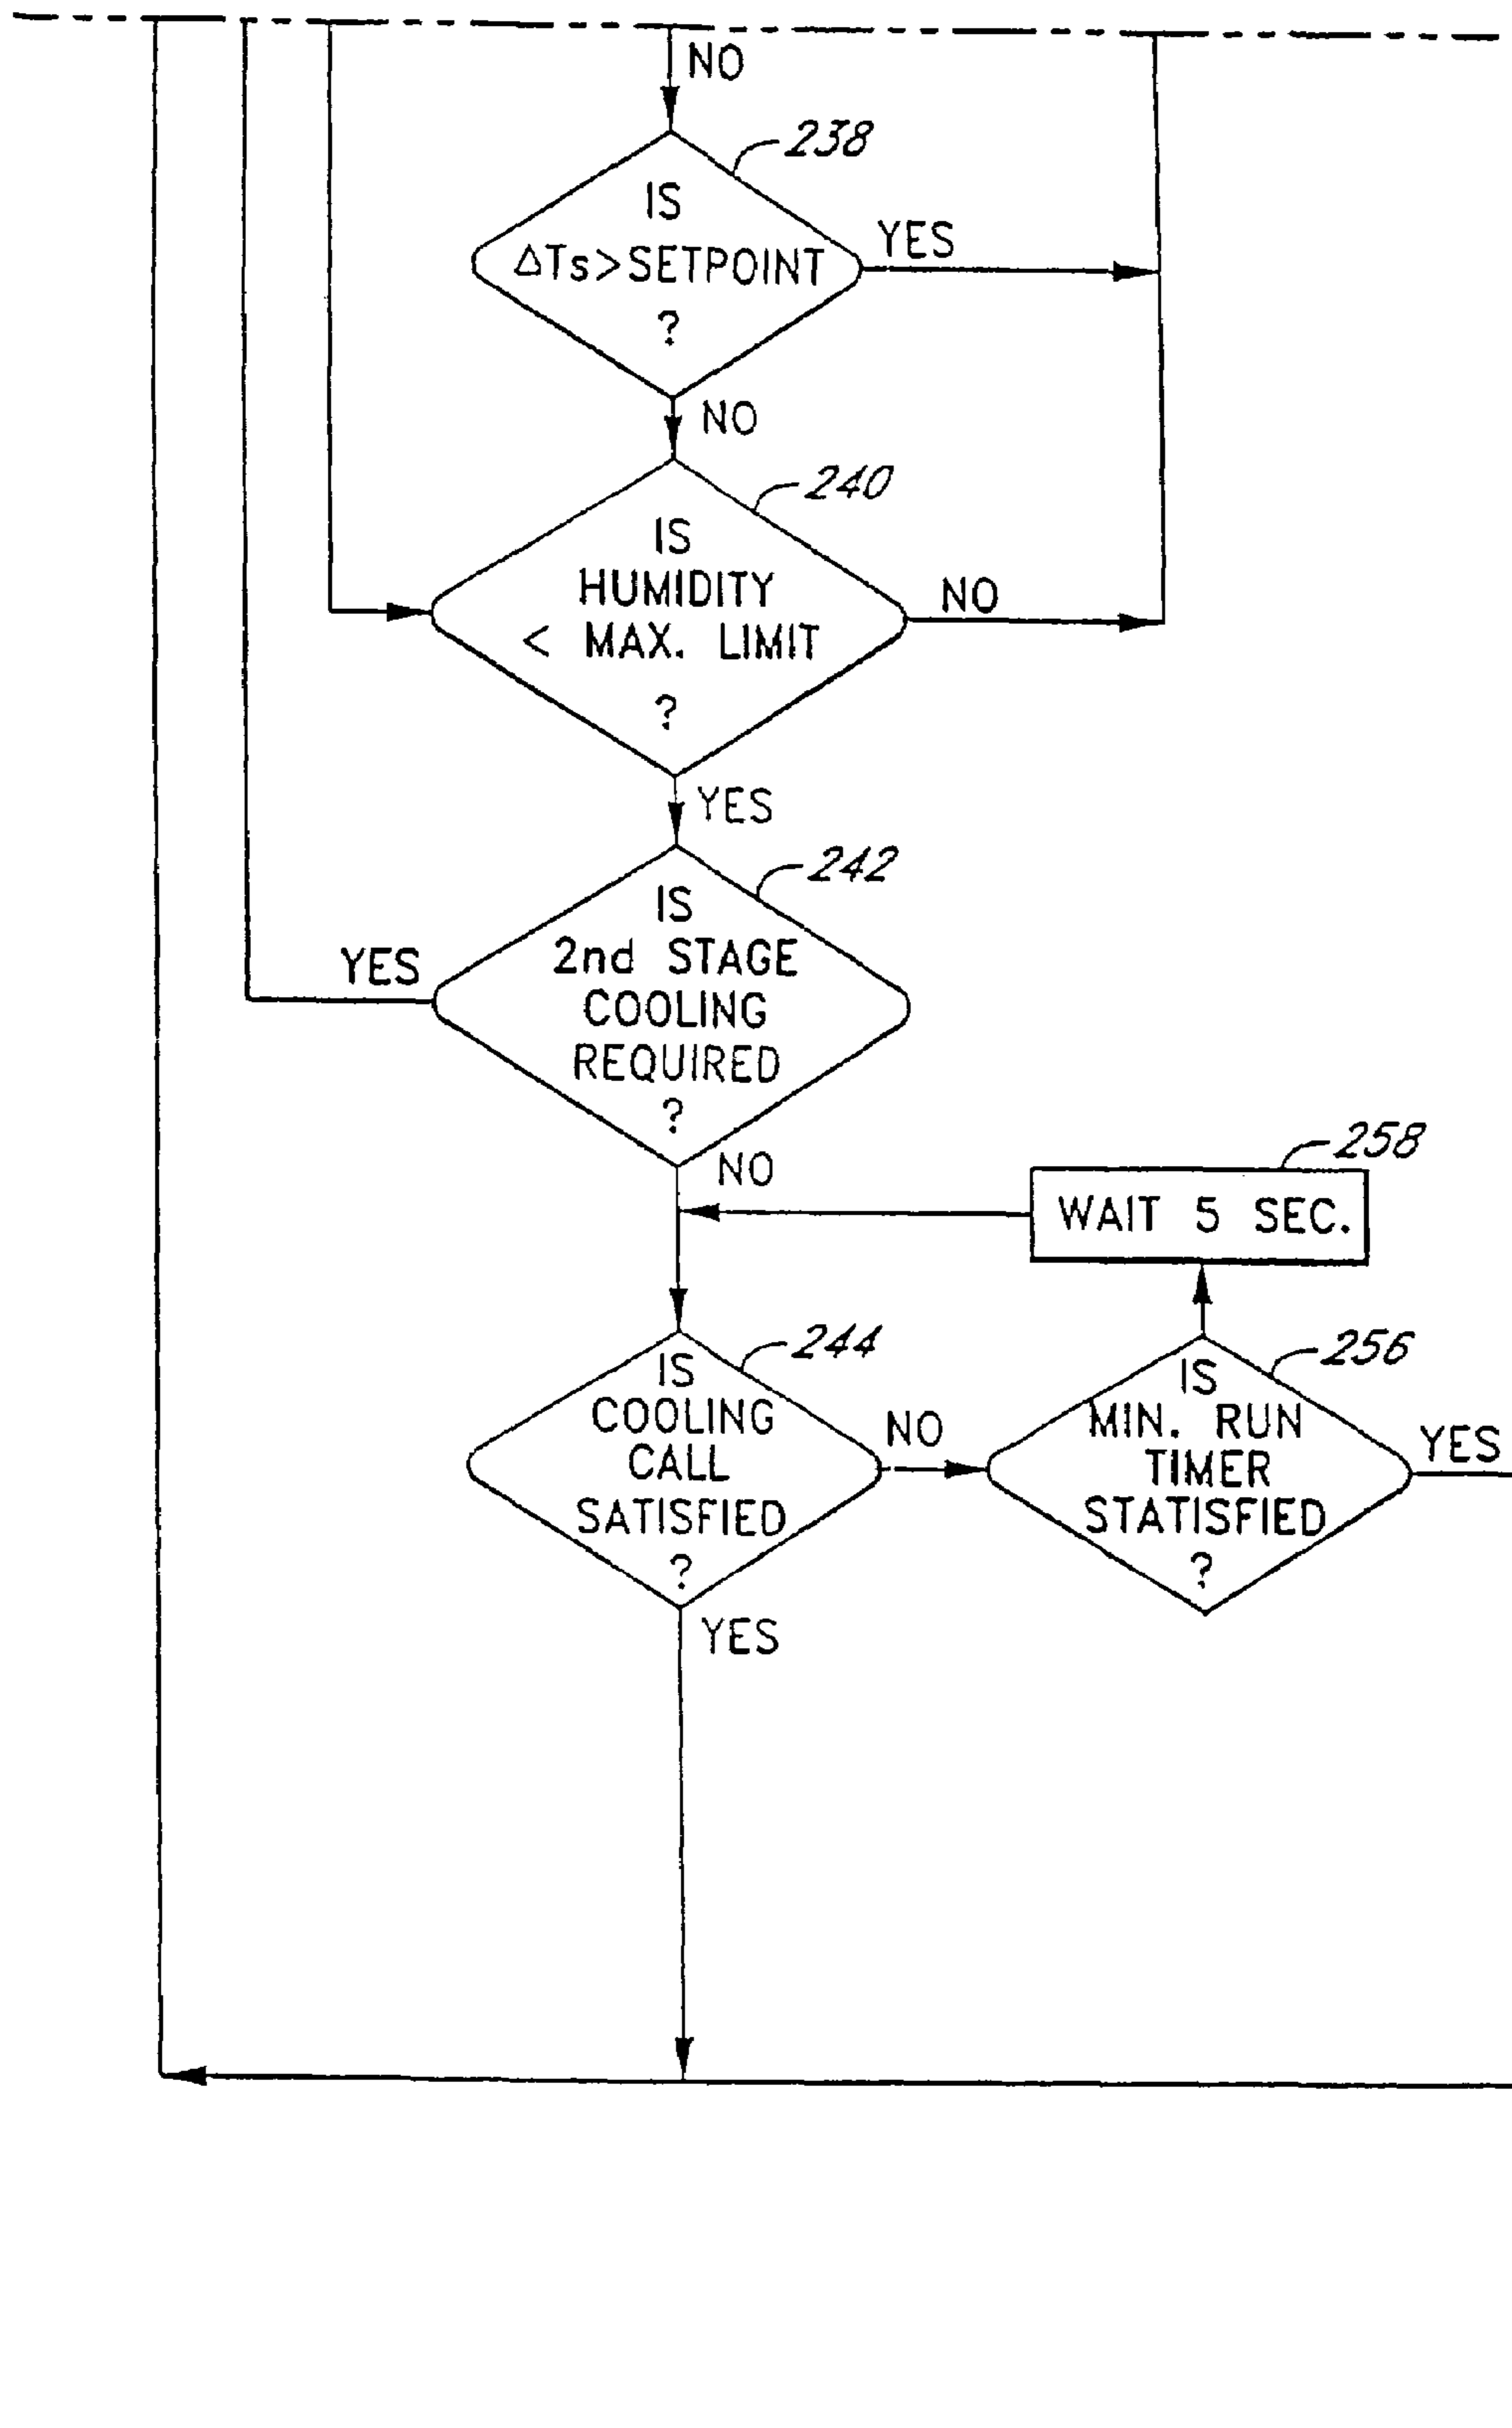 NO
238
IS
ΔTs>SETPOINT
?
YES
NO
240
IS
HUMIDITY
< MAX. LIMIT
?
NO
YES
242
IS
2nd STAGE
COOLING
REQUIRED
?
YES
NO
258
WAIT 5 SEC.
244
IS
COOLING
CALL
SATISFIED
?
NO
YES
256
IS
MIN. RUN
TIMER
STATISFIED
?
YES